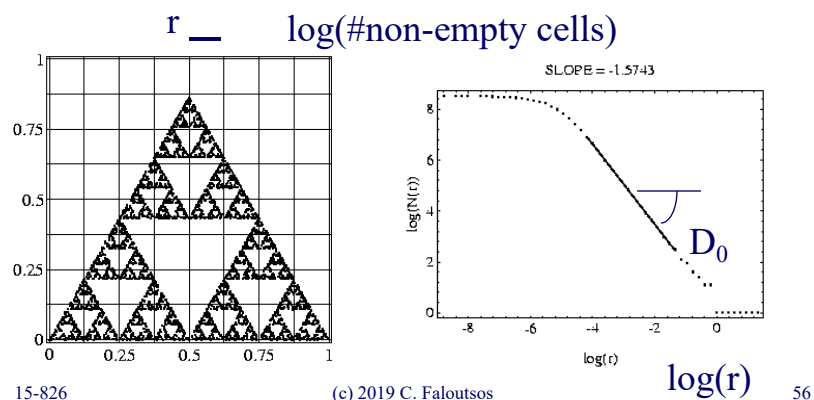 r log(#non-empty cells)
1
0.75
0.5
0.25
0
0 0.25 0.5 0.75 1
SLOPE = -1.5743
log(N(r))
8
6
4
2
0
-8 -6 -4 -2 0
log(r)
D0
log(r)
15-826 (c) 2019 C. Faloutsos 56